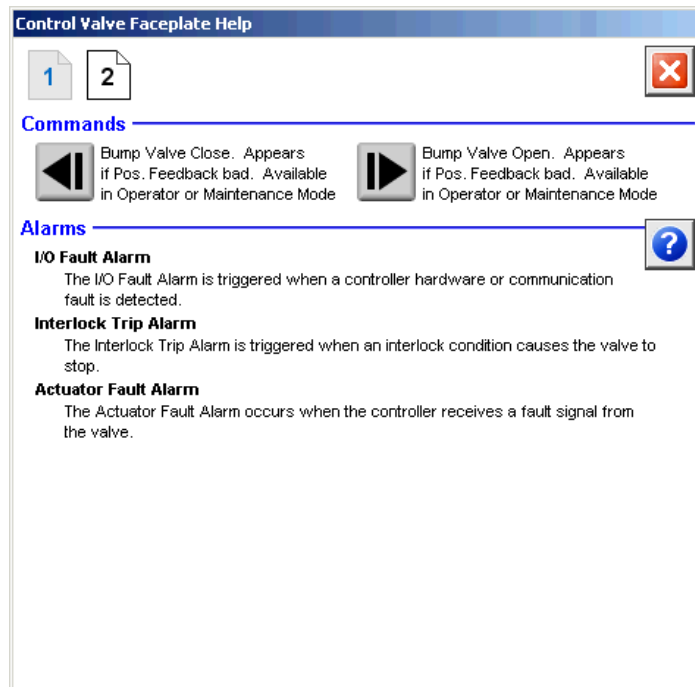 Control Valve Faceplate Help
1
2
Commands
Bump Valve Close. Appears
if Pos. Feedback bad. Available
in Operator or Maintenance Mode
Bump Valve Open. Appears
if Pos. Feedback bad. Available
in Operator or Maintenance Mode
Alarms
?
I/O Fault Alarm
The I/O Fault Alarm is triggered when a controller hardware or communication
fault is detected.
Interlock Trip Alarm
The Interlock Trip Alarm is triggered when an interlock condition causes the valve to
stop.
Actuator Fault Alarm
The Actuator Fault Alarm occurs when the controller receives a fault signal from
the valve.